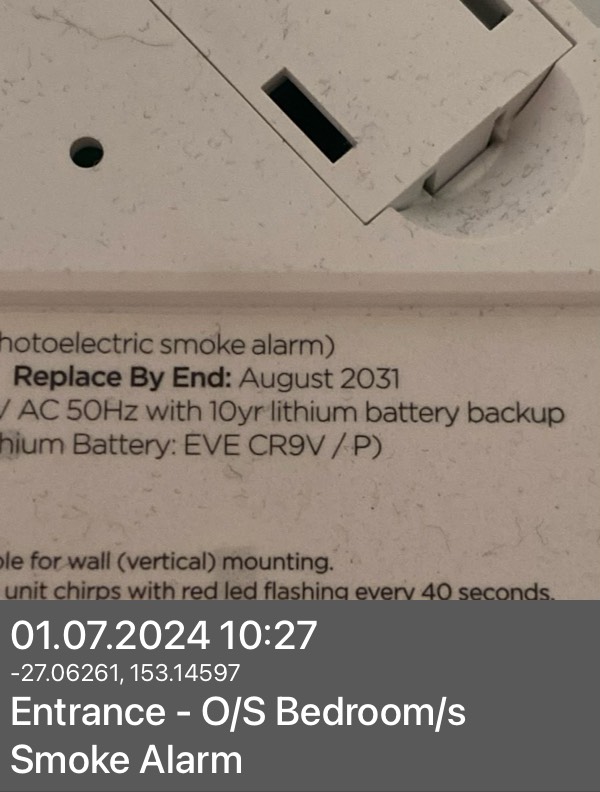 hotoelectric smoke alarm)
Replace By End: August 2031
/ AC 50Hz with 10yr lithium battery backup
hium Battery: EVE CR9V / P)
ble for wall (vertical) mounting.
unit chirps with red led flashing every 40 seconds.
01.07.2024 10:27
-27.06261, 153.14597
Entrance - O/S Bedroom/s
Smoke Alarm